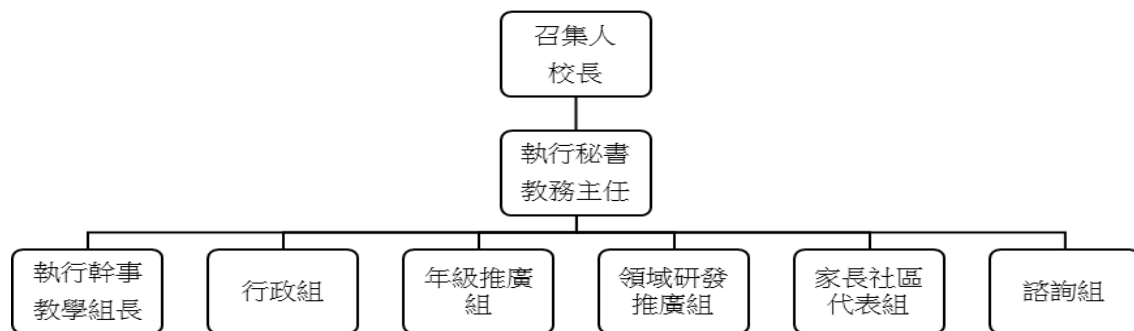 召集人
校長
執行秘書
教務主任
執行幹事
教學組長
行政組
年級推廣
組
領域研發
推廣組
家長社區
代表組
諮詢組